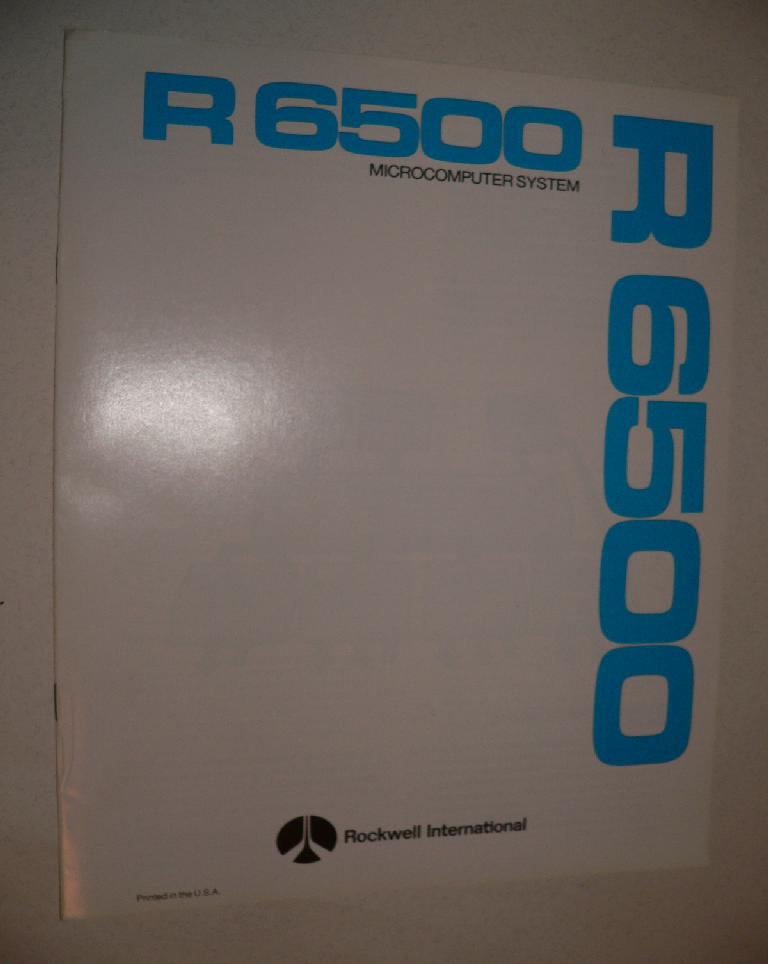 R 6500
MICROCOMPUTER SYSTEM
R 6500
Rockwell International
Printed in the U.S.A.